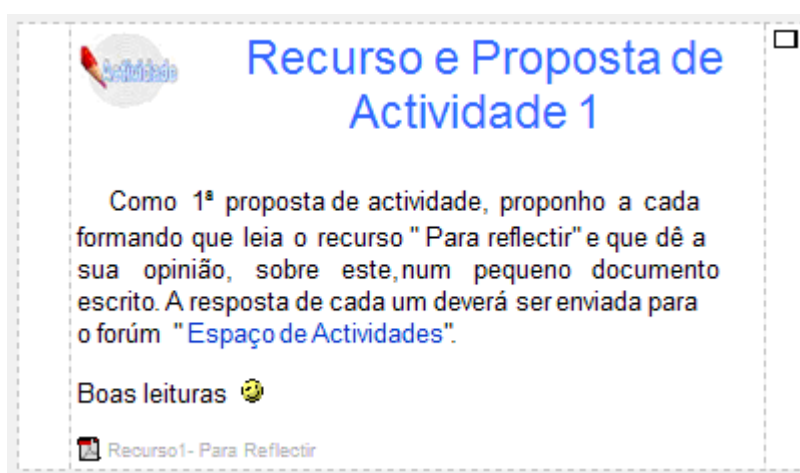 Actividade
Recurso e Proposta de
Actividade 1
Como 1ª proposta de actividade, proponho a cada
formando que leia o recurso " Para reflectir" e que dê a
sua opinião, sobre este,num pequeno documento
escrito. A resposta de cada um deverá ser enviada para
o forúm "Espaço de Actividades".
Boas leituras
Recurso1- Para Reflectir